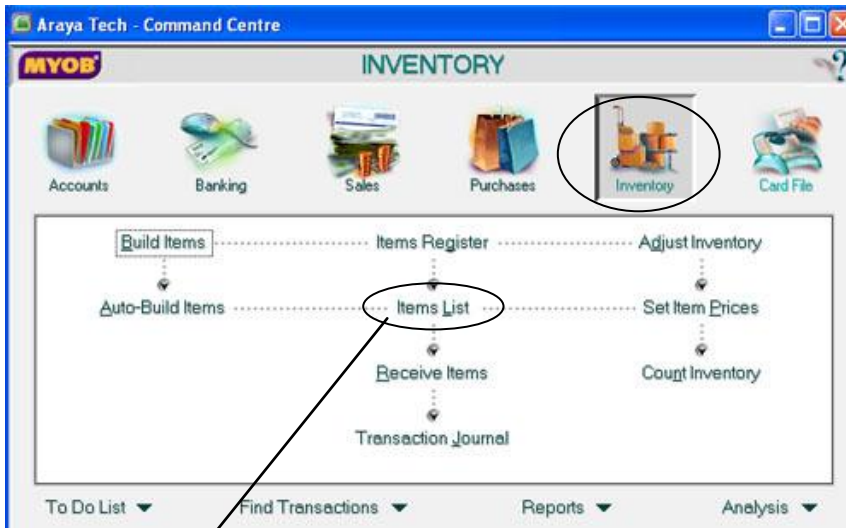 Araya Tech - Command Centre
MYOB INVENTORY ?
Accounts Banking Sales Purchases Inventory Card File
Build Items Items Register Adjust Inventory
Auto-Build Items Items List Set Item Prices
Receive Items Count Inventory
Transaction Journal
To Do List Find Transactions Reports Analysis